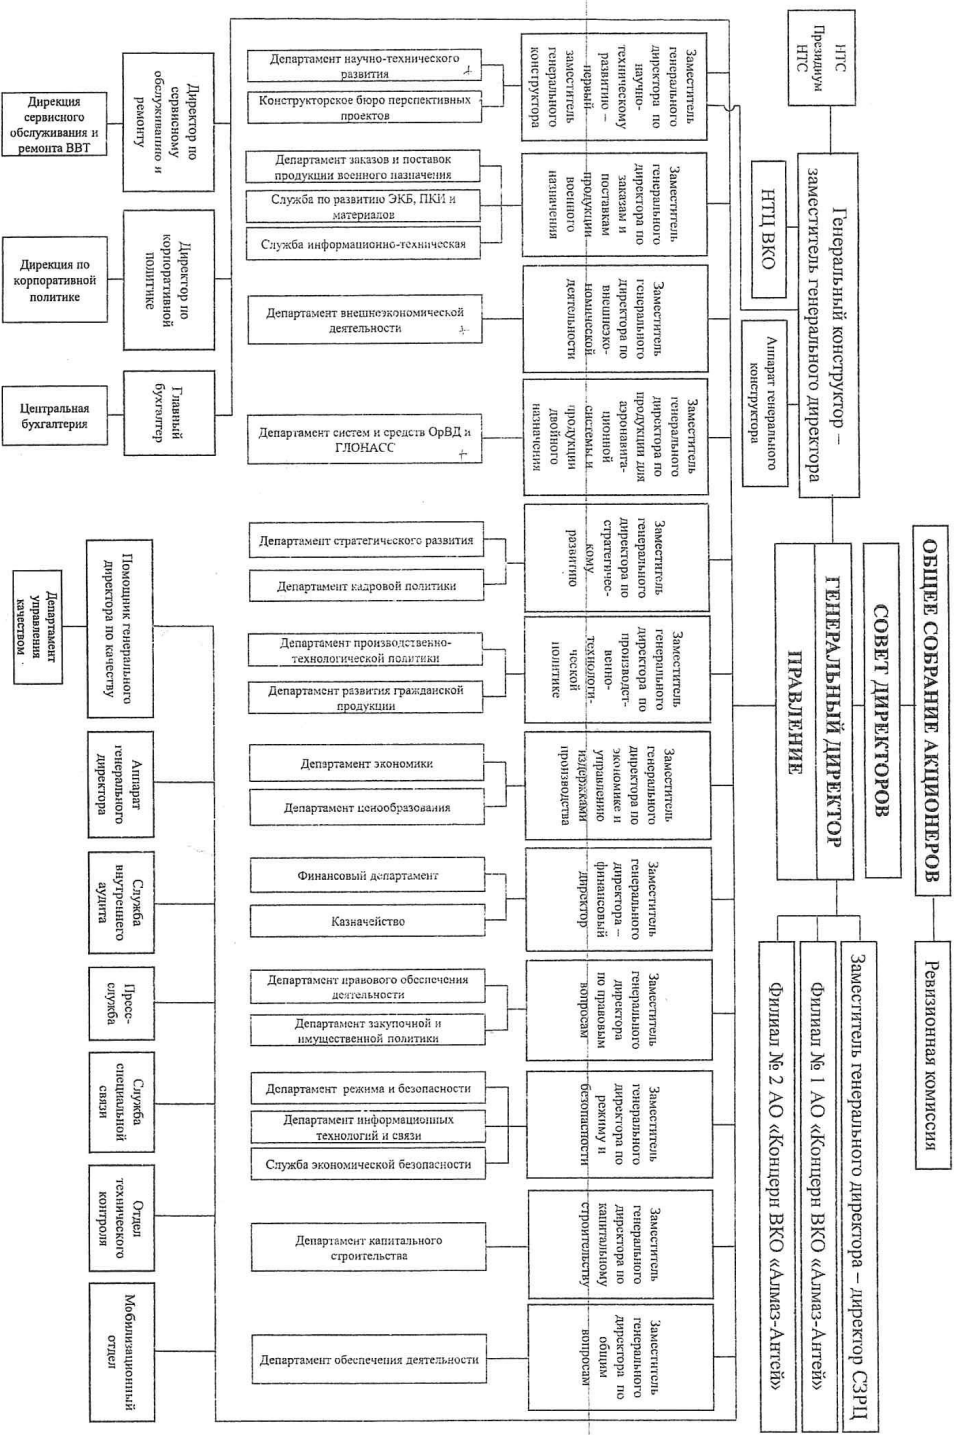 ОБЩЕЕ СОБРАНИЕ АКЦИОНЕРОВ
Ревизионная комиссия
СОВЕТ ДИРЕКТОРОВ
ГЕНЕРАЛЬНЫЙ ДИРЕКТОР
ПРАВЛЕНИЕ
Заместитель генерального директора – директор СЗРЦ
Филиал № 1 АО «Концерн ВКО «Алмаз-Антей»
Филиал № 2 АО «Концерн ВКО «Алмаз-Антей»
НТС
Президиум
НТС
Генеральный конструктор –
заместитель генерального директора
НТЦ ВКО
Аппарат генерального
конструктора
Заместитель
генерального
директора по
научно-
техническому
развитию –
первый
заместитель
генерального
конструктора
Департамент научно-технического
развития
Конструкторское бюро перспективных
проектов
Заместитель
генерального
директора по
заказам и
поставкам
продукции
военного
назначения
Департамент заказов и поставок
продукции военного назначения
Служба по развитию ЭКБ, ПКИ и
материалов
Служба информационно-техническая
Заместитель
генерального
директора по
внешнеэко-
номической
деятельности
Департамент внешнеэкономической
деятельности
Заместитель
генерального
директора по
продукции для
аэронавига-
ционной
системы и
продукции
двойного
назначения
Департамент систем и средств ОрВД и
ГЛОНАСС
Заместитель
генерального
директора по
стратегичес-
кому
развитию
Департамент стратегического развития
Департамент кадровой политики
Заместитель
генерального
директора по
производст-
венно-
технологи-
ческой
политике
Департамент производственно-
технологической политики
Департамент развития гражданской
продукции
Заместитель
генерального
директора по
экономике и
управлению
издержками
производства
Департамент экономики
Департамент ценообразования
Заместитель
генерального
директора –
финансовый
директор
Финансовый департамент
Казначейство
Заместитель
генерального
директора
по правовым
вопросам
Департамент правового обеспечения
деятельности
Департамент закупочной и
имущественной политики
Заместитель
генерального
директора по
режиму и
безопасности
Департамент режима и безопасности
Департамент информационных
технологий и связи
Служба экономической безопасности
Заместитель
генерального
директора по
капитальному
строительству
Департамент капитального
строительства
Заместитель
генерального
директора по
общим
вопросам
Департамент обеспечения деятельности
Директор по
сервисному
обслуживанию и
ремонту
Дирекция
сервисного
обслуживания и
ремонта ВВТ
Директор по
корпоративной
политике
Дирекция по
корпоративной
политике
Главный
бухгалтер
Центральная
бухгалтерия
Помощник генерального
директора по качеству
Департамент
управления
качеством
Аппарат
генерального
директора
Служба
внутреннего
аудита
Пресс-
служба
Служба
специальной
связи
Отдел
технического
контроля
Мобилизационный
отдел